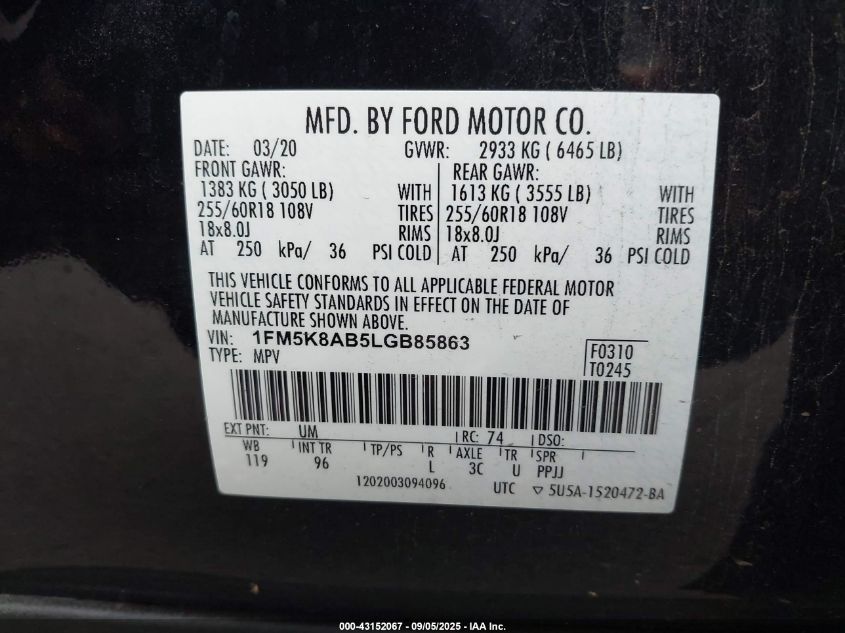 MFD. BY FORD MOTOR CO.
DATE: 03/20 GVWR: 2933 KG ( 6465 LB)
FRONT GAWR: REAR GAWR:
1383 KG ( 3050 LB) WITH 1613 KG ( 3555 LB) WITH
255/60R18 108V TIRES 255/60R18 108V TIRES
18x8.0J RIMS 18x8.0J RIMS
AT 250 kPa/ 36 PSI COLD AT 250 kPa/ 36 PSI COLD
THIS VEHICLE CONFORMS TO ALL APPLICABLE FEDERAL MOTOR
VEHICLE SAFETY STANDARDS IN EFFECT ON THE DATE OF
MANUFACTURE SHOWN ABOVE.
VIN: 1FM5K8AB5LGB85863
TYPE: MPV
F0310
T0245
EXT PNT: UM RC: 74 DSO:
WB INT TR TP/PS R AXLE TR SPR
119 96 L 3C U PPJJ
1202003094096 UTC ▽ 5U5A-1520472-BA
000-43152067 - 09/05/2025 - IAA Inc.